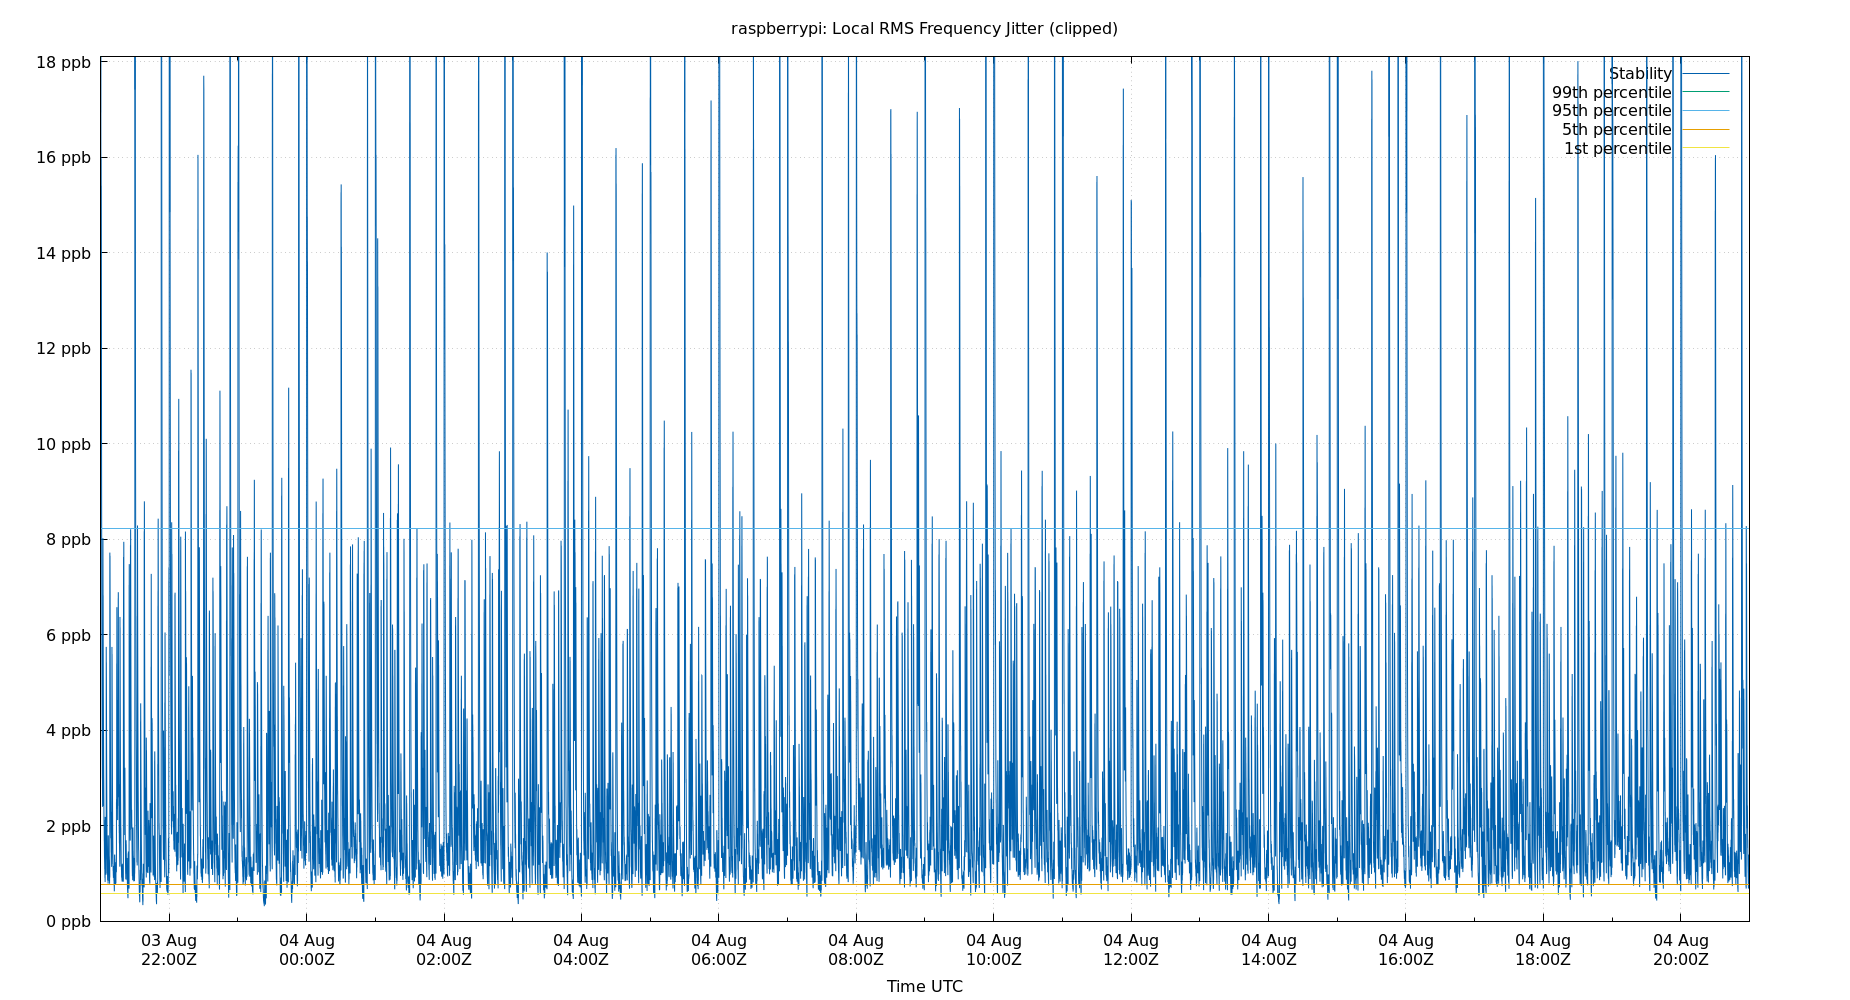 raspberrypi: Local RMS Frequency Jitter (clipped)
18 ppb
16 ppb
14 ppb
12 ppb
10 ppb
8 ppb
6 ppb
4 ppb
2 ppb
0 ppb
Stability
99th percentile
95th percentile
5th percentile
1st percentile
03 Aug 04 Aug 04 Aug 04 Aug 04 Aug 04 Aug 04 Aug 04 Aug 04 Aug 04 Aug 04 Aug 04 Aug
22:00Z 00:00Z 02:00Z 04:00Z 06:00Z 08:00Z 10:00Z 12:00Z 14:00Z 16:00Z 18:00Z 20:00Z
Time UTC